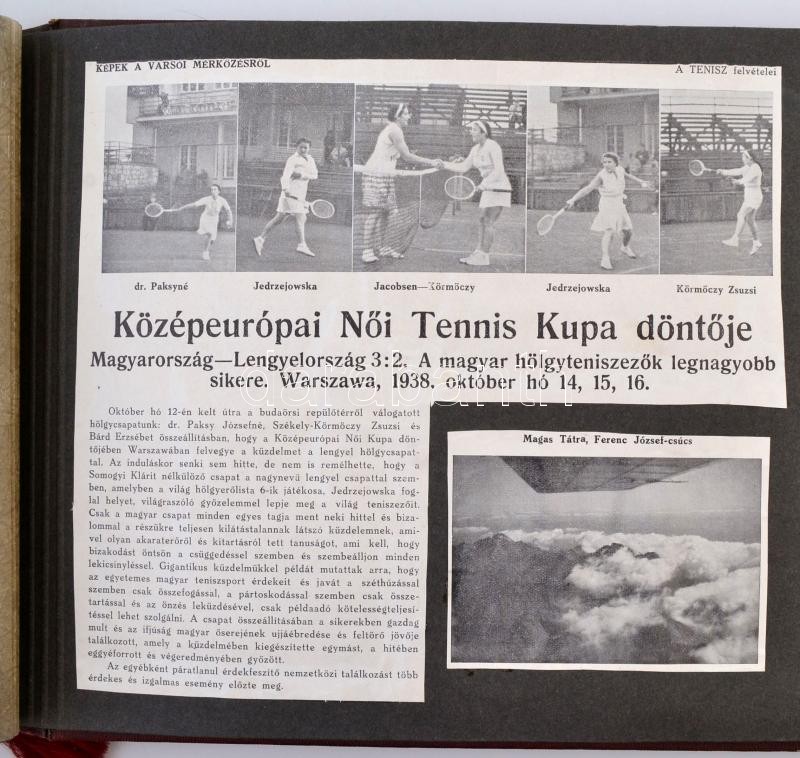 KÉPEK A VARSÓI MÉRKŐZÉSRŐL
A TENISZ felvételei
dr. Paksyné
Jedrzejowska
Jacobsen—Körmöczy
Jedrzejowska
Körmöczy Zsuzsi
Középeurópai Női Tennis Kupa döntője
Magyarország—Lengyelország 3:2. A magyar hölgyteniszezők legnagyobb
sikere. Warszawa, 1938. október hó 14, 15, 16.
Október hó 12-én kelt útra a budaörsi repülőtérről válogatott
hölgycsapatunk: dr. Paksy Józsefné, Székely-Körmöczy Zsuzsi és
Bárd Erzsébet összeállításban, hogy a Középeurópai Női Kupa dön-
tőjében Warszawában felvegye a küzdelmet a lengyel hölgycsapat-
tal. Az induláskor senki sem hitte, de nem is remélhette, hogy a
Somogyi Klárit nélkülöző csapat a nagynevű lengyel csapattal szem-
ben, amelyben a világ hölgyerőlista 6-ik játékosa, Jedrzejowska fog-
lal helyet, világraszóló győzelemmel lepje meg a világ teniszezőit.
Csak a magyar csapat minden egyes tagja ment neki hittel és biza-
lommal a részükre teljesen kilátástalannak látszó küzdelemnek, ami-
vel olyan akaraterőről és kitartásról tett tanuságot, ami kell, hogy
bizakodást öntsön a csüggedéssel szemben és szembeálljon minden
lekicsinyléssel. Gigantikus küzdelmükkel példát mutattak arra, hogy
az egyetemes magyar teniszsport érdekeit és javát a széthúzással
szemben csak összefogással, a pártoskodással szemben csak össze-
tartással és az önzés leküzdésével, csak példaadó kötelességteljesí-
téssel lehet szolgálni. A csapat összeállításában a sikerekben gazdag
mult és az ifjúság magyar őserejének ujjáébredése és feltörő jövője
találkozott, amely a küzdelmében kiegészítette egymást, a hitében
eggyéforrott és végeredményében győzött.
Az egyébként páratlanul érdekfeszítő nemzetközi találkozást több
érdekes és izgalmas esemény előzte meg.
Magas Tátra, Ferenc József-csúcs
darabanth